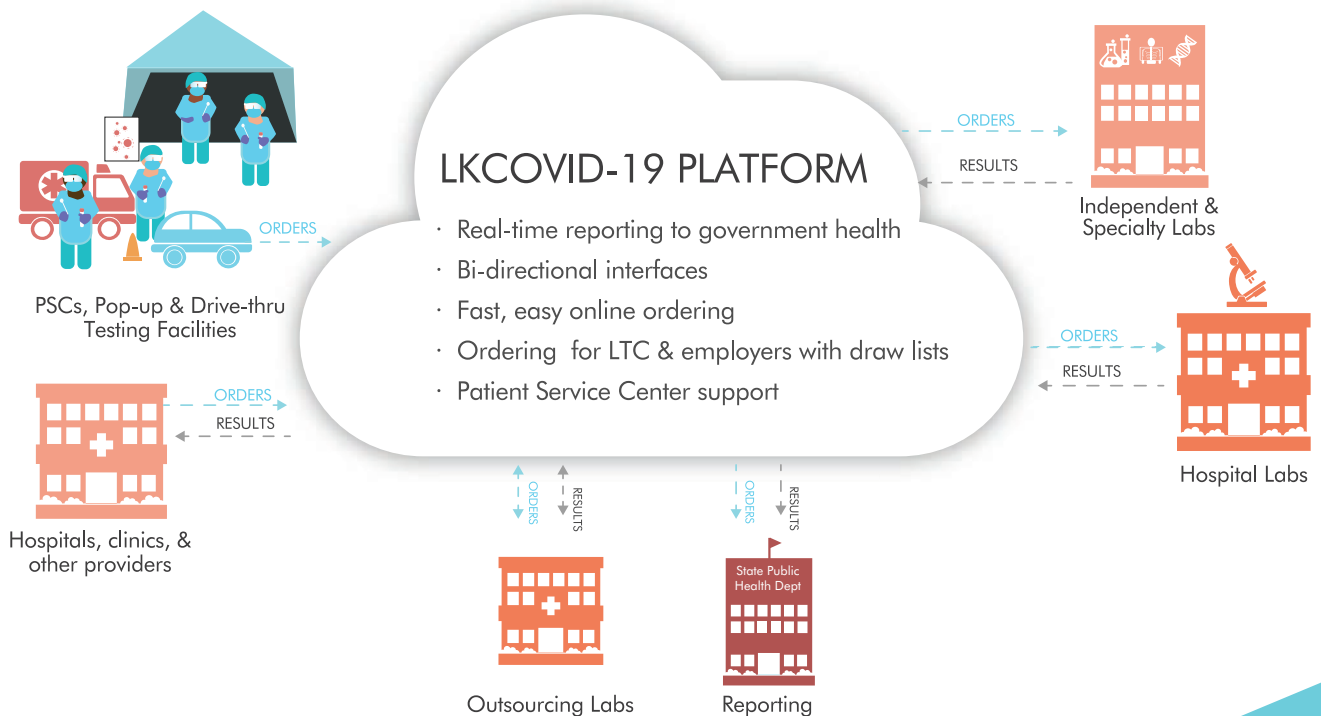 LKCOVID-19 PLATFORM
· Real-time reporting to government health
· Bi-directional interfaces
· Fast, easy online ordering
· Ordering for LTC & employers with draw lists
· Patient Service Center support
ORDERS
PSCs, Pop-up & Drive-thru
Testing Facilities
ORDERS
RESULTS
Hospitals, clinics, &
other providers
ORDERS
RESULTS
Independent &
Specialty Labs
ORDERS
RESULTS
Hospital Labs
ORDERS
RESULTS
Outsourcing Labs
ORDERS
RESULTS
State Public
Health Dept
Reporting